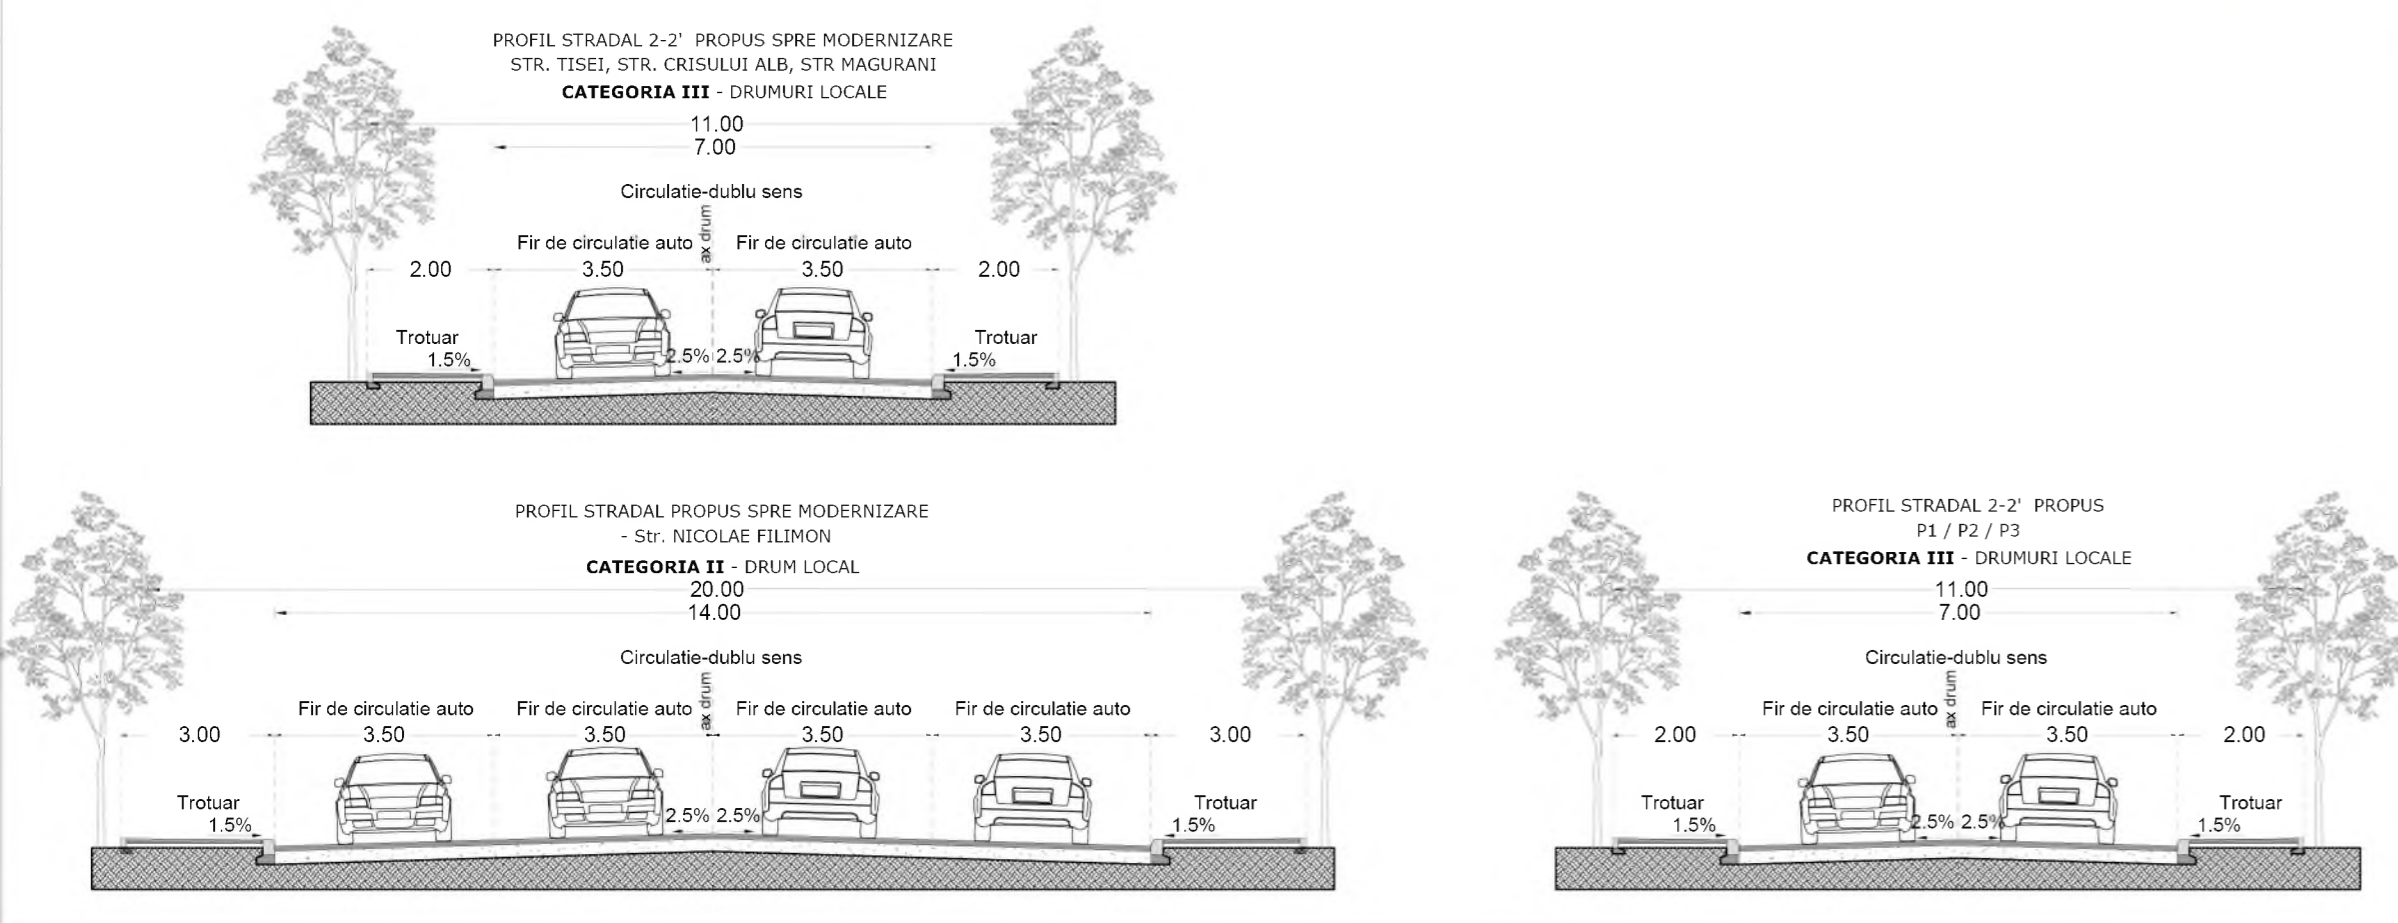 PROFIL STRADAL 2-2' PROPUS SPRE MODERNIZARE
STR. TISEI, STR. CRISULUI ALB, STR MAGURANI
CATEGORIA III - DRUMURI LOCALE
11.00
7.00
Circulatie-dublu sens
ax drum
Fir de circulatie auto Fir de circulatie auto
2.00 3.50 3.50 2.00
Trotuar Trotuar
1.5% 2.5% 2.5% 1.5%
PROFIL STRADAL PROPUS SPRE MODERNIZARE
- Str. NICOLAE FILIMON
CATEGORIA II - DRUM LOCAL
20.00
14.00
Circulatie-dublu sens
ax drum
Fir de circulatie auto Fir de circulatie auto Fir de circulatie auto Fir de circulatie auto
3.00 3.50 3.50 3.50 3.50 3.00
Trotuar Trotuar
1.5% 2.5% 2.5% 1.5%
PROFIL STRADAL 2-2' PROPUS
P1 / P2 / P3
CATEGORIA III - DRUMURI LOCALE
11.00
7.00
Circulatie-dublu sens
ax drum
Fir de circulatie auto Fir de circulatie auto
2.00 3.50 3.50 2.00
Trotuar Trotuar
1.5% 2.5% 2.5% 1.5%